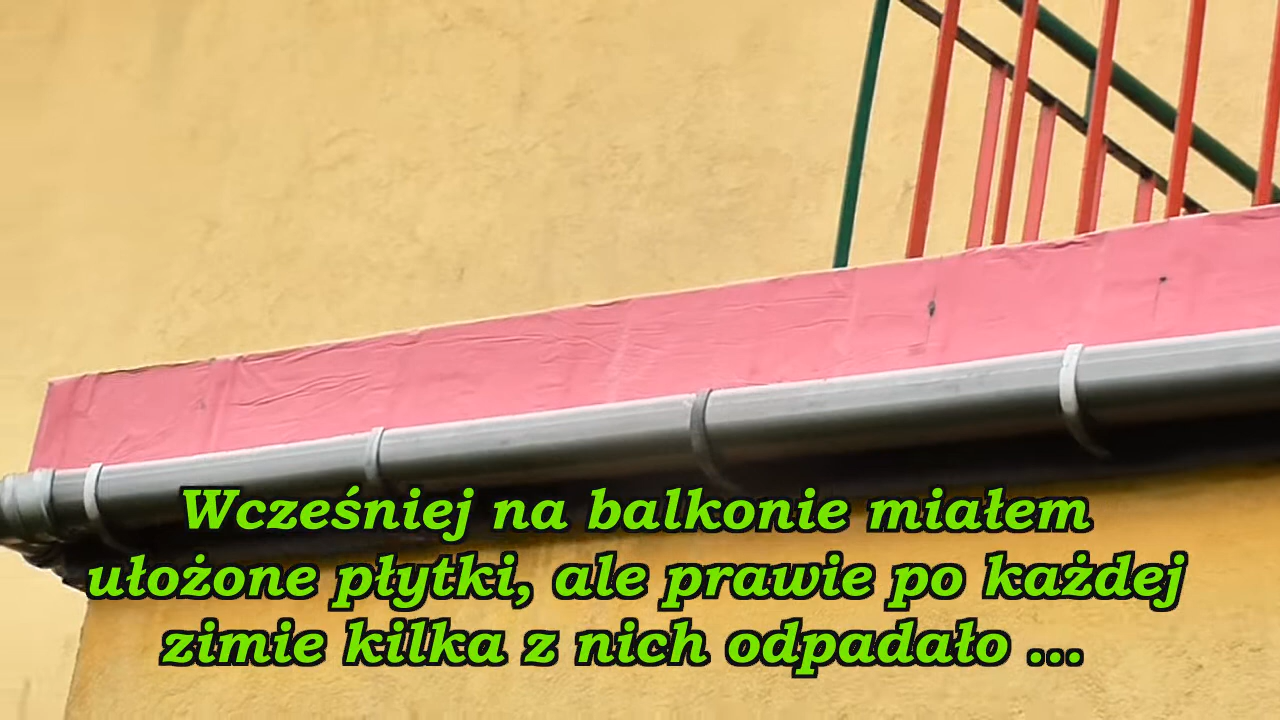 Wcześniej na balkonie miałem
ułożone płytki, ale prawie po każdej
zimie kilka z nich odpadało ...